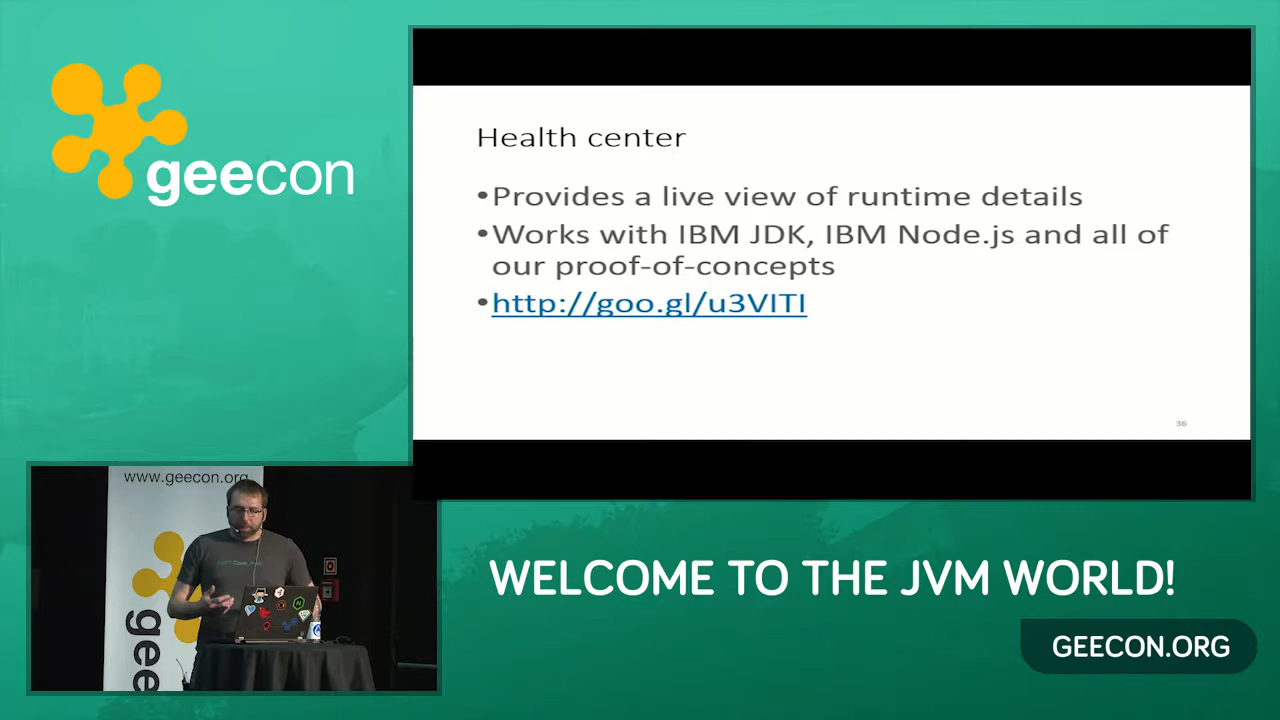 geecon
Health center
•Provides a live view of runtime details
•Works with IBM JDK, IBM Node.js and all of
our proof-of-concepts
•http://goo.gl/u3VITI
36
www.geecon.org
gee
WELCOME TO THE JVM WORLD!
GEECON.ORG